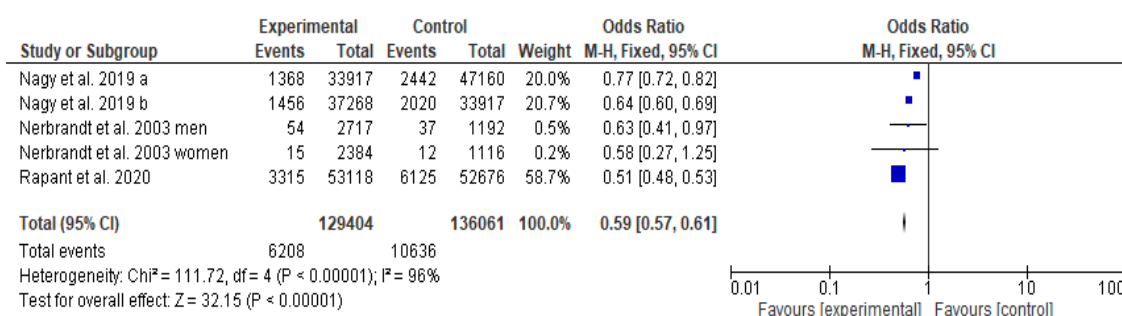 Experimental Control Odds Ratio Odds Ratio
Study or Subgroup Events Total Events Total Weight M-H, Fixed, 95% CI M-H, Fixed, 95% CI
Nagy et al. 2019 a 1368 33917 2442 47160 20.0% 0.77 [0.72, 0.82]
Nagy et al. 2019 b 1456 37268 2020 33917 20.7% 0.64 [0.60, 0.69]
Nerbrandt et al. 2003 men 54 2717 37 1192 0.5% 0.63 [0.41, 0.97]
Nerbrandt et al. 2003 women 15 2384 12 1116 0.2% 0.58 [0.27, 1.25]
Rapant et al. 2020 3315 53118 6125 52676 58.7% 0.51 [0.48, 0.53]
Total (95% CI) 129404 136061 100.0% 0.59 [0.57, 0.61]
Total events 6208 10636
Heterogeneity: Chi² = 111.72, df = 4 (P < 0.00001); I² = 96%
Test for overall effect: Z = 32.15 (P < 0.00001)
0.01 0.1 1 10 100
Favours [experimental] Favours [control]